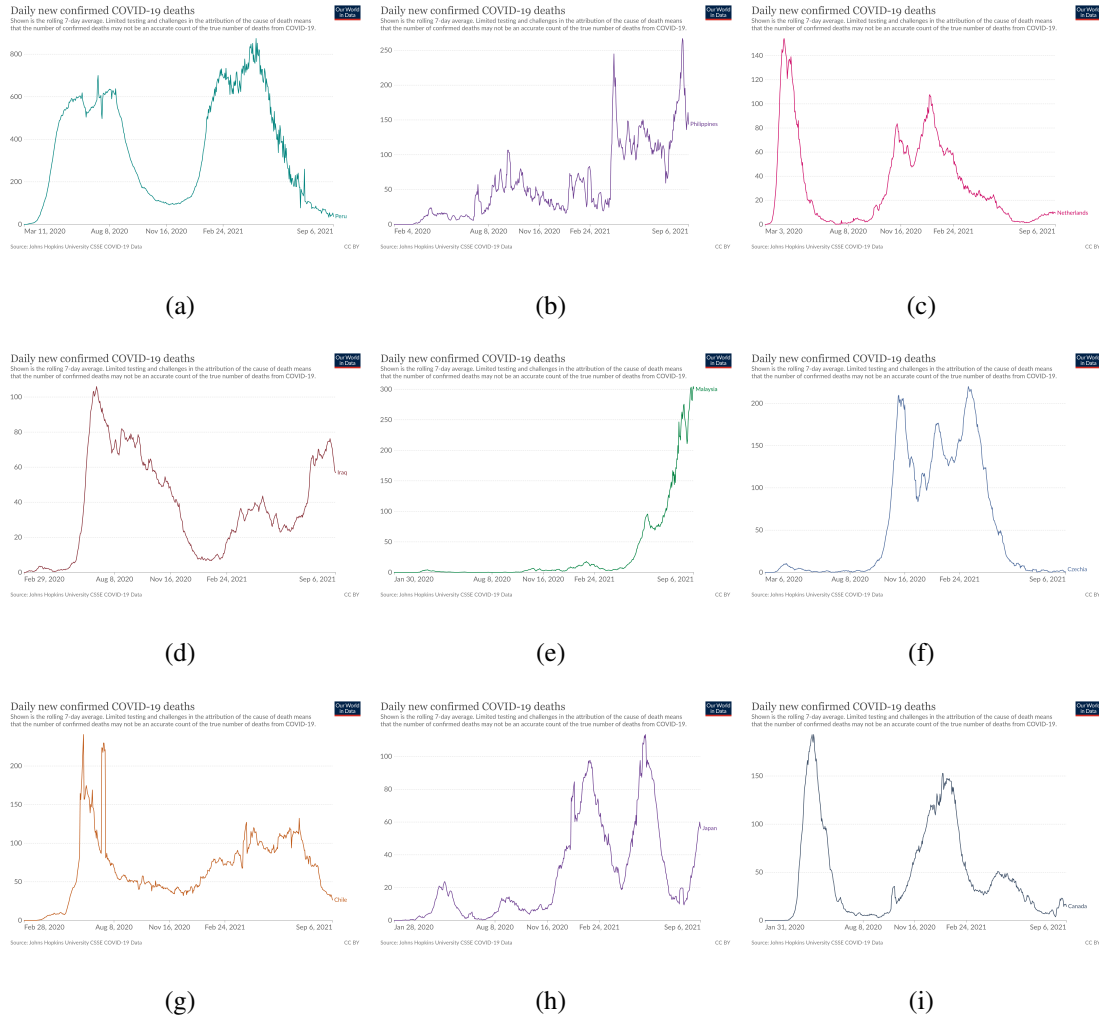 Daily new confirmed COVID-19 deaths
Our World
in Data
Shown is the rolling 7-day average. Limited testing and challenges in the attribution of the cause of death means
that the number of confirmed deaths may not be an accurate count of the true number of deaths from COVID-19.
800
600
400
200
0
Peru
Mar 11, 2020 Aug 8, 2020 Nov 16, 2020 Feb 24, 2021 Sep 6, 2021
Source: Johns Hopkins University CSSE COVID-19 Data CC BY
(a)
Daily new confirmed COVID-19 deaths
Our World
in Data
Shown is the rolling 7-day average. Limited testing and challenges in the attribution of the cause of death means
that the number of confirmed deaths may not be an accurate count of the true number of deaths from COVID-19.
250
200
150
100
50
0
Philippines
Feb 4, 2020 Aug 8, 2020 Nov 16, 2020 Feb 24, 2021 Sep 6, 2021
Source: Johns Hopkins University CSSE COVID-19 Data CC BY
(b)
Daily new confirmed COVID-19 deaths
Our World
in Data
Shown is the rolling 7-day average. Limited testing and challenges in the attribution of the cause of death means
that the number of confirmed deaths may not be an accurate count of the true number of deaths from COVID-19.
140
120
100
80
60
40
20
0
Netherlands
Mar 3, 2020 Aug 8, 2020 Nov 16, 2020 Feb 24, 2021 Sep 6, 2021
Source: Johns Hopkins University CSSE COVID-19 Data CC BY
(c)
Daily new confirmed COVID-19 deaths
Our World
in Data
Shown is the rolling 7-day average. Limited testing and challenges in the attribution of the cause of death means
that the number of confirmed deaths may not be an accurate count of the true number of deaths from COVID-19.
100
80
60
40
20
0
Iraq
Feb 29, 2020 Aug 8, 2020 Nov 16, 2020 Feb 24, 2021 Sep 6, 2021
Source: Johns Hopkins University CSSE COVID-19 Data CC BY
(d)
Daily new confirmed COVID-19 deaths
Our World
in Data
Shown is the rolling 7-day average. Limited testing and challenges in the attribution of the cause of death means
that the number of confirmed deaths may not be an accurate count of the true number of deaths from COVID-19.
300
250
200
150
100
50
0
Malaysia
Jan 30, 2020 Aug 8, 2020 Nov 16, 2020 Feb 24, 2021 Sep 6, 2021
Source: Johns Hopkins University CSSE COVID-19 Data CC BY
(e)
Daily new confirmed COVID-19 deaths
Our World
in Data
Shown is the rolling 7-day average. Limited testing and challenges in the attribution of the cause of death means
that the number of confirmed deaths may not be an accurate count of the true number of deaths from COVID-19.
200
150
100
50
0
Czechia
Mar 6, 2020 Aug 8, 2020 Nov 16, 2020 Feb 24, 2021 Sep 6, 2021
Source: Johns Hopkins University CSSE COVID-19 Data CC BY
(f)
Daily new confirmed COVID-19 deaths
Our World
in Data
Shown is the rolling 7-day average. Limited testing and challenges in the attribution of the cause of death means
that the number of confirmed deaths may not be an accurate count of the true number of deaths from COVID-19.
200
150
100
50
0
Chile
Feb 28, 2020 Aug 8, 2020 Nov 16, 2020 Feb 24, 2021 Sep 6, 2021
Source: Johns Hopkins University CSSE COVID-19 Data CC BY
(g)
Daily new confirmed COVID-19 deaths
Our World
in Data
Shown is the rolling 7-day average. Limited testing and challenges in the attribution of the cause of death means
that the number of confirmed deaths may not be an accurate count of the true number of deaths from COVID-19.
100
80
60
40
20
0
Japan
Jan 28, 2020 Aug 8, 2020 Nov 16, 2020 Feb 24, 2021 Sep 6, 2021
Source: Johns Hopkins University CSSE COVID-19 Data CC BY
(h)
Daily new confirmed COVID-19 deaths
Our World
in Data
Shown is the rolling 7-day average. Limited testing and challenges in the attribution of the cause of death means
that the number of confirmed deaths may not be an accurate count of the true number of deaths from COVID-19.
150
100
50
0
Canada
Jan 31, 2020 Aug 8, 2020 Nov 16, 2020 Feb 24, 2021 Sep 6, 2021
Source: Johns Hopkins University CSSE COVID-19 Data CC BY
(i)